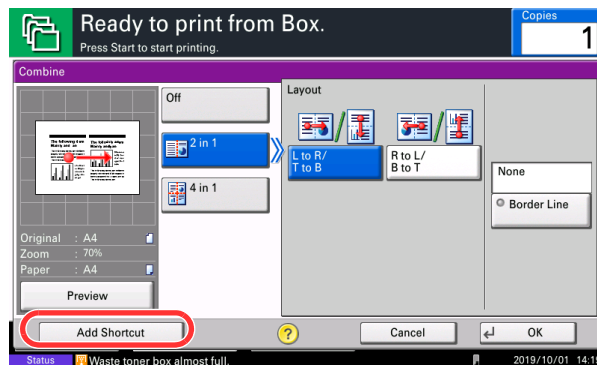 Ready to print from Box.
Press Start to start printing.
Copies
1
Combine
Off
2 in 1
4 in 1
Layout
L to R/
T to B
R to L/
B to T
None
Border Line
Original : A4
Zoom : 70%
Paper : A4
Preview
Add Shortcut
?
Cancel
OK
Status
Waste toner box almost full.
2019/10/01 14:15